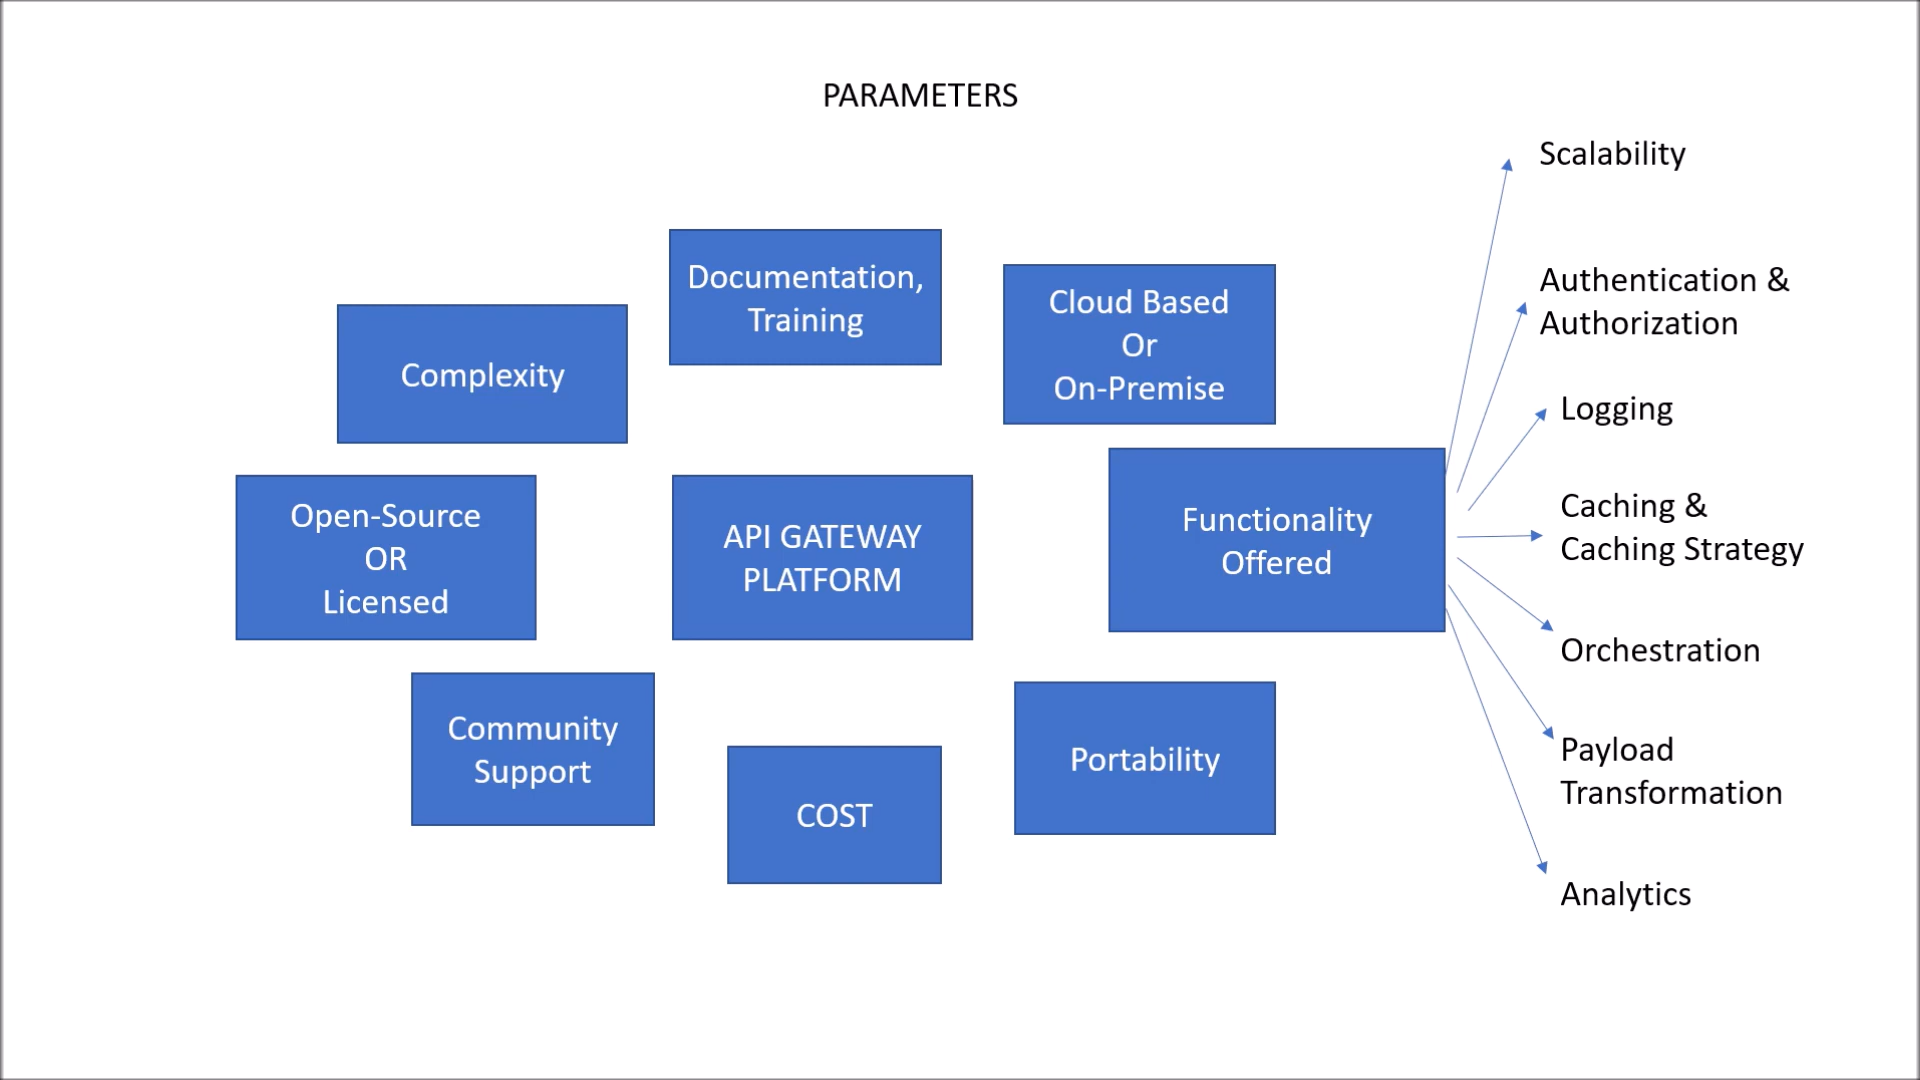 PARAMETERS
Documentation,
Training
Cloud Based
Or
On-Premise
Complexity
Open-Source
OR
Licensed
API GATEWAY
PLATFORM
Functionality
Offered
Community
Support
COST
Portability
Scalability
Authentication &
Authorization
Logging
Caching &
Caching Strategy
Orchestration
Payload
Transformation
Analytics